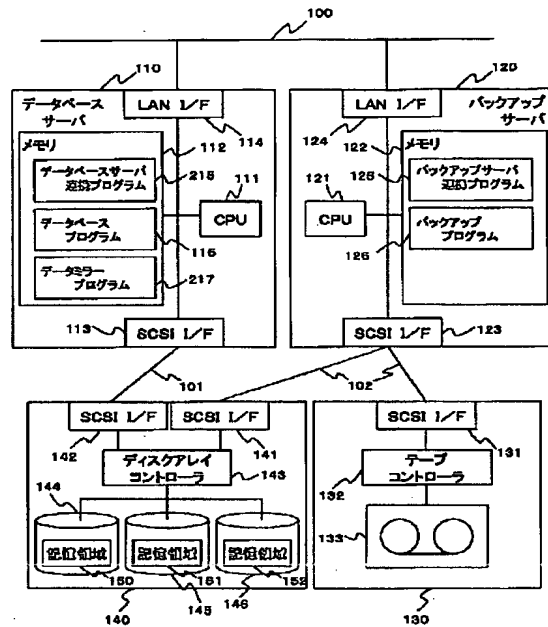 100
110
120
データベース
サーバ
LAN I/F
114
LAN I/F
124
バックアップ
サーバ
メモリ
112
データベースサーバ
連携プログラム
215
111
CPU
データベース
プログラム
116
データミラー
プログラム
217
122
メモリ
121
CPU
バックアップサーバ
連携プログラム
バックアッププログラム
113
SCSI I/F
SCSI I/F
123
101
102
SCSI I/F
SCSI I/F
142
141
SCSI I/F
131
ディスクアレイ
コントローラ
143
132
テープ
コントローラ
144
記憶領域
記憶領域
記憶領域
133
150
151
152
145
146
140
130